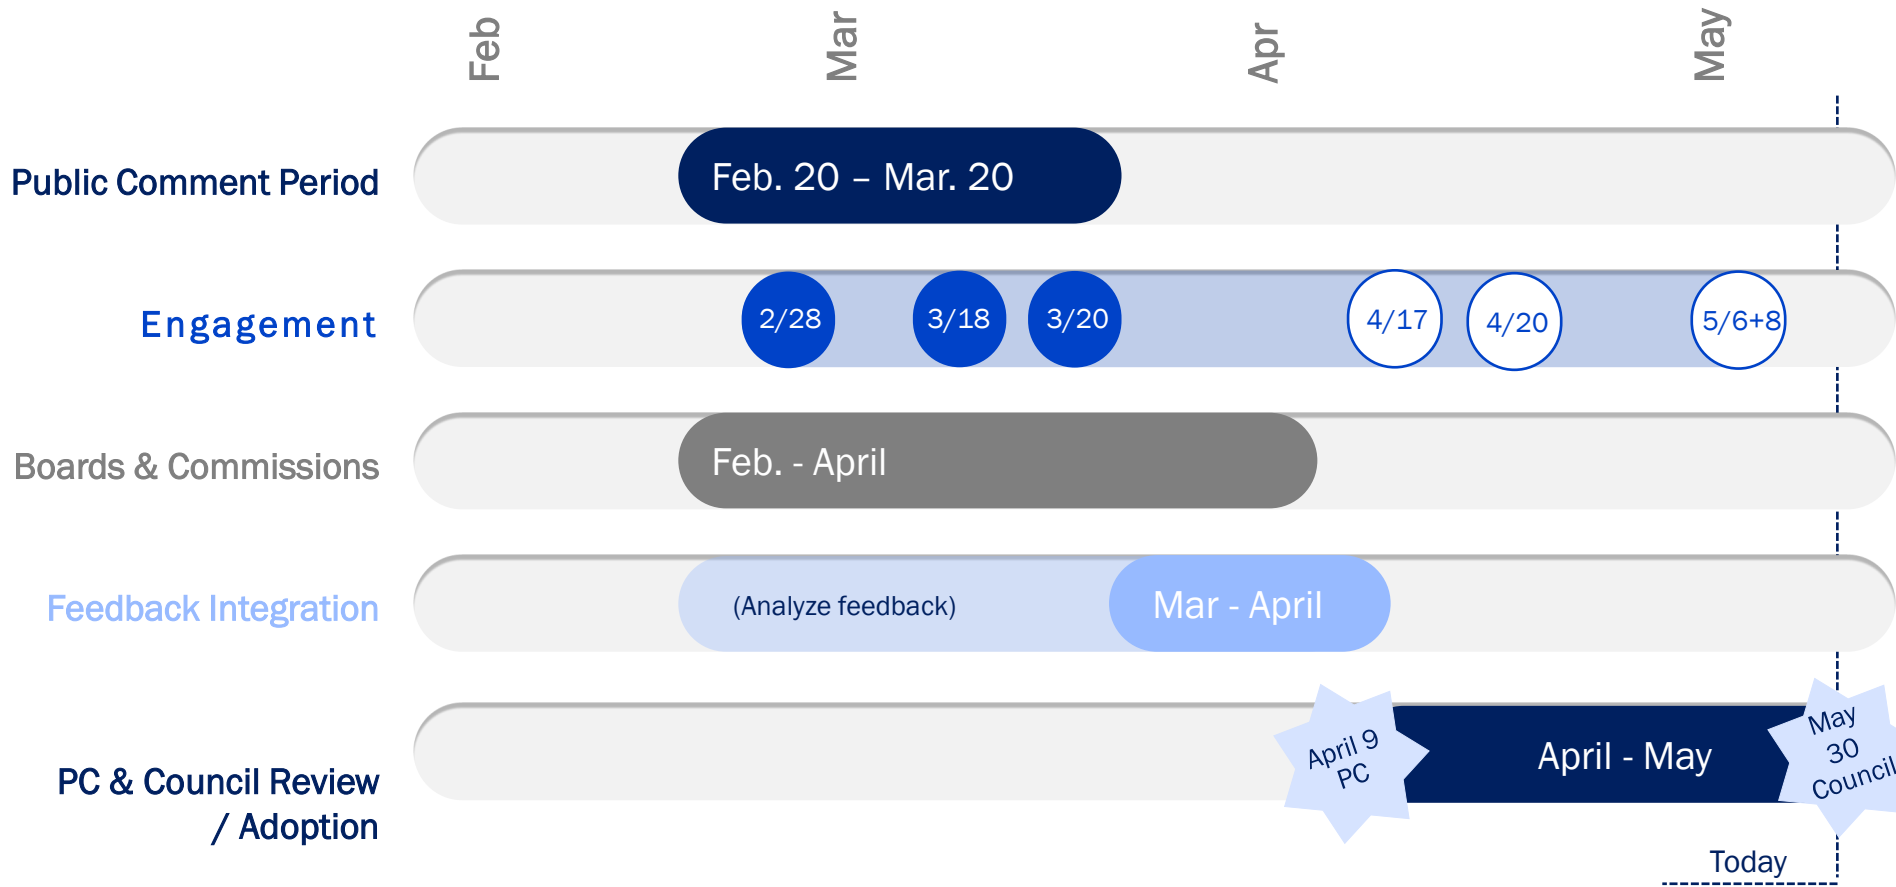 Feb
Mar
Apr
May
Public Comment Period
Feb. 20 – Mar. 20
Engagement
2/28
3/18
3/20
4/17
4/20
5/6+8
Boards & Commissions
Feb. - April
Feedback Integration
(Analyze feedback)
Mar - April
PC & Council Review
/ Adoption
April 9
PC
April - May
May
30
Council
Today